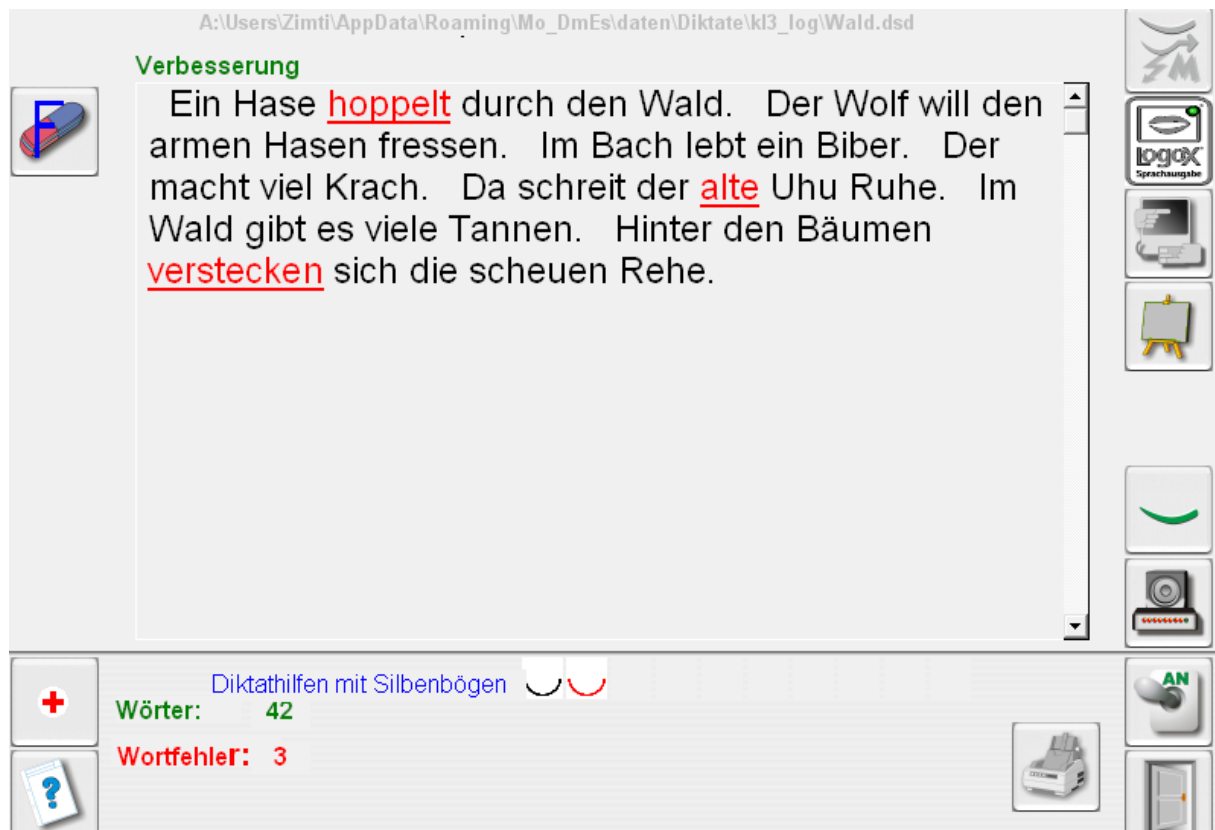 A:\Users\Zimti\AppData\Roaming\Mo_DmEs\daten\Diktate\kl3_log\Wald.dsd
Verbesserung
F
Ein Hase hoppelt durch den Wald. Der Wolf will den
armen Hasen fressen. Im Bach lebt ein Biber. Der
macht viel Krach. Da schreit der alte Uhu Ruhe. Im
Wald gibt es viele Tannen. Hinter den Bäumen
verstecken sich die scheuen Rehe.
logox
Sprachausgabe
Diktathilfen mit Silbenbögen
Wörter: 42
Wortfehler: 3
AN
?